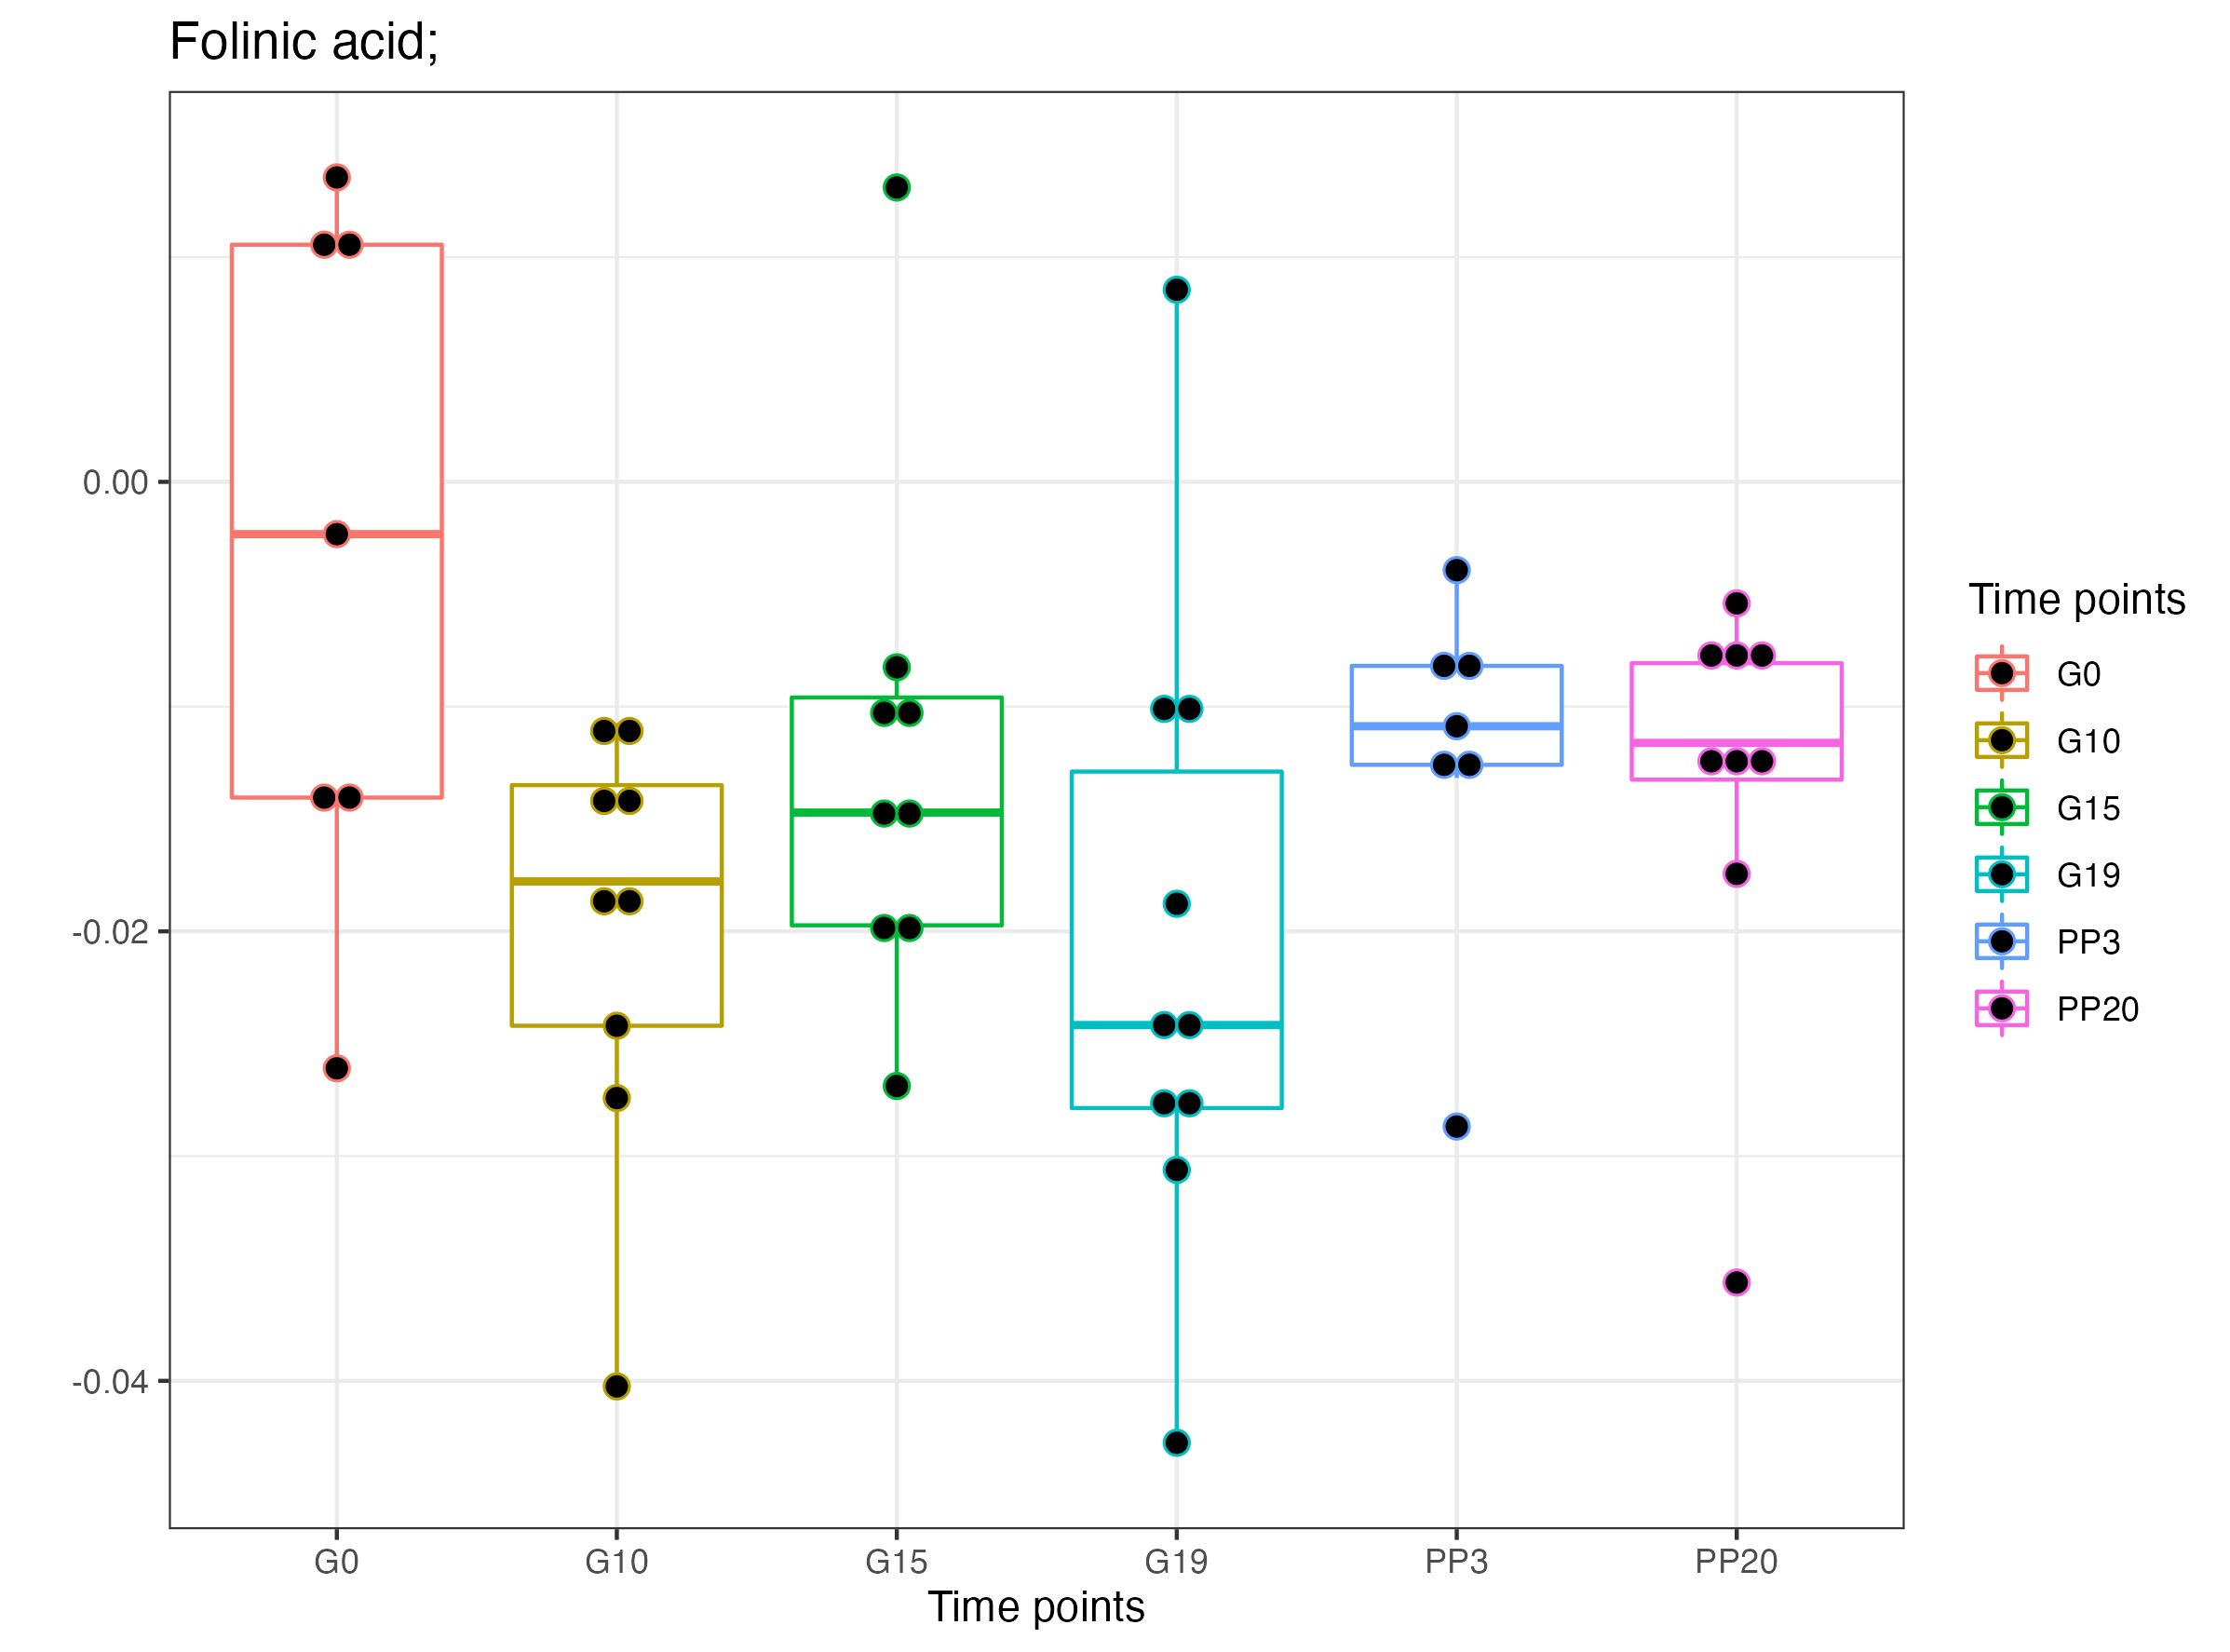 Folinic acid;
0.00
-0.02
-0.04
G0 G10 G15 G19 PP3 PP20
Time points
Time points
G0
G10
G15
G19
PP3
PP20